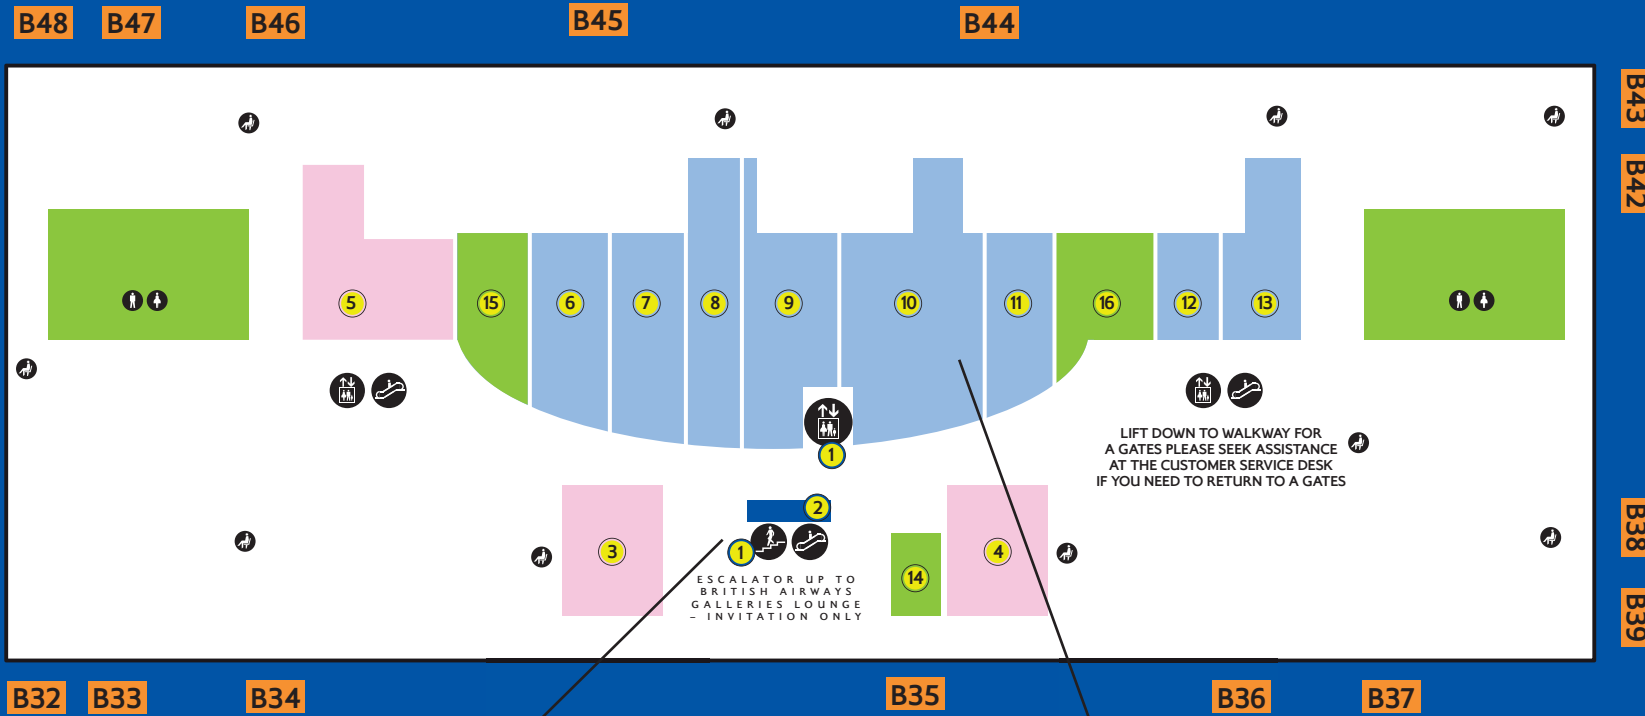 B48 B47 B46 B45 B44
B43
B42
5 15 6 7 8 9 10 11 16 12 13
1
LIFT DOWN TO WALKWAY FOR
A GATES PLEASE SEEK ASSISTANCE
AT THE CUSTOMER SERVICE DESK
IF YOU NEED TO RETURN TO A GATES
2
3 1 4
14
ESCALATOR UP TO
BRITISH AIRWAYS
GALLERIES LOUNGE
– INVITATION ONLY
B38
B39
B32 B33 B34 B35 B36 B37